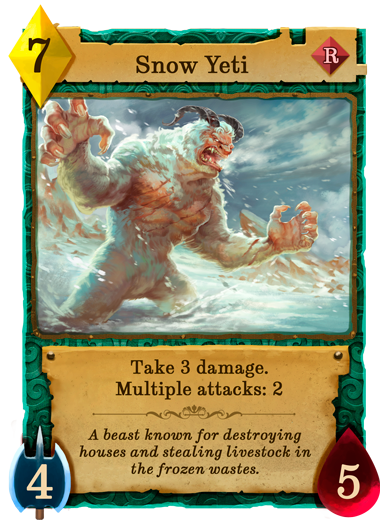 7
Snow Yeti
R
Take 3 damage.
Multiple attacks: 2
A beast known for destroying
houses and stealing livestock in
the frozen wastes.
4
5